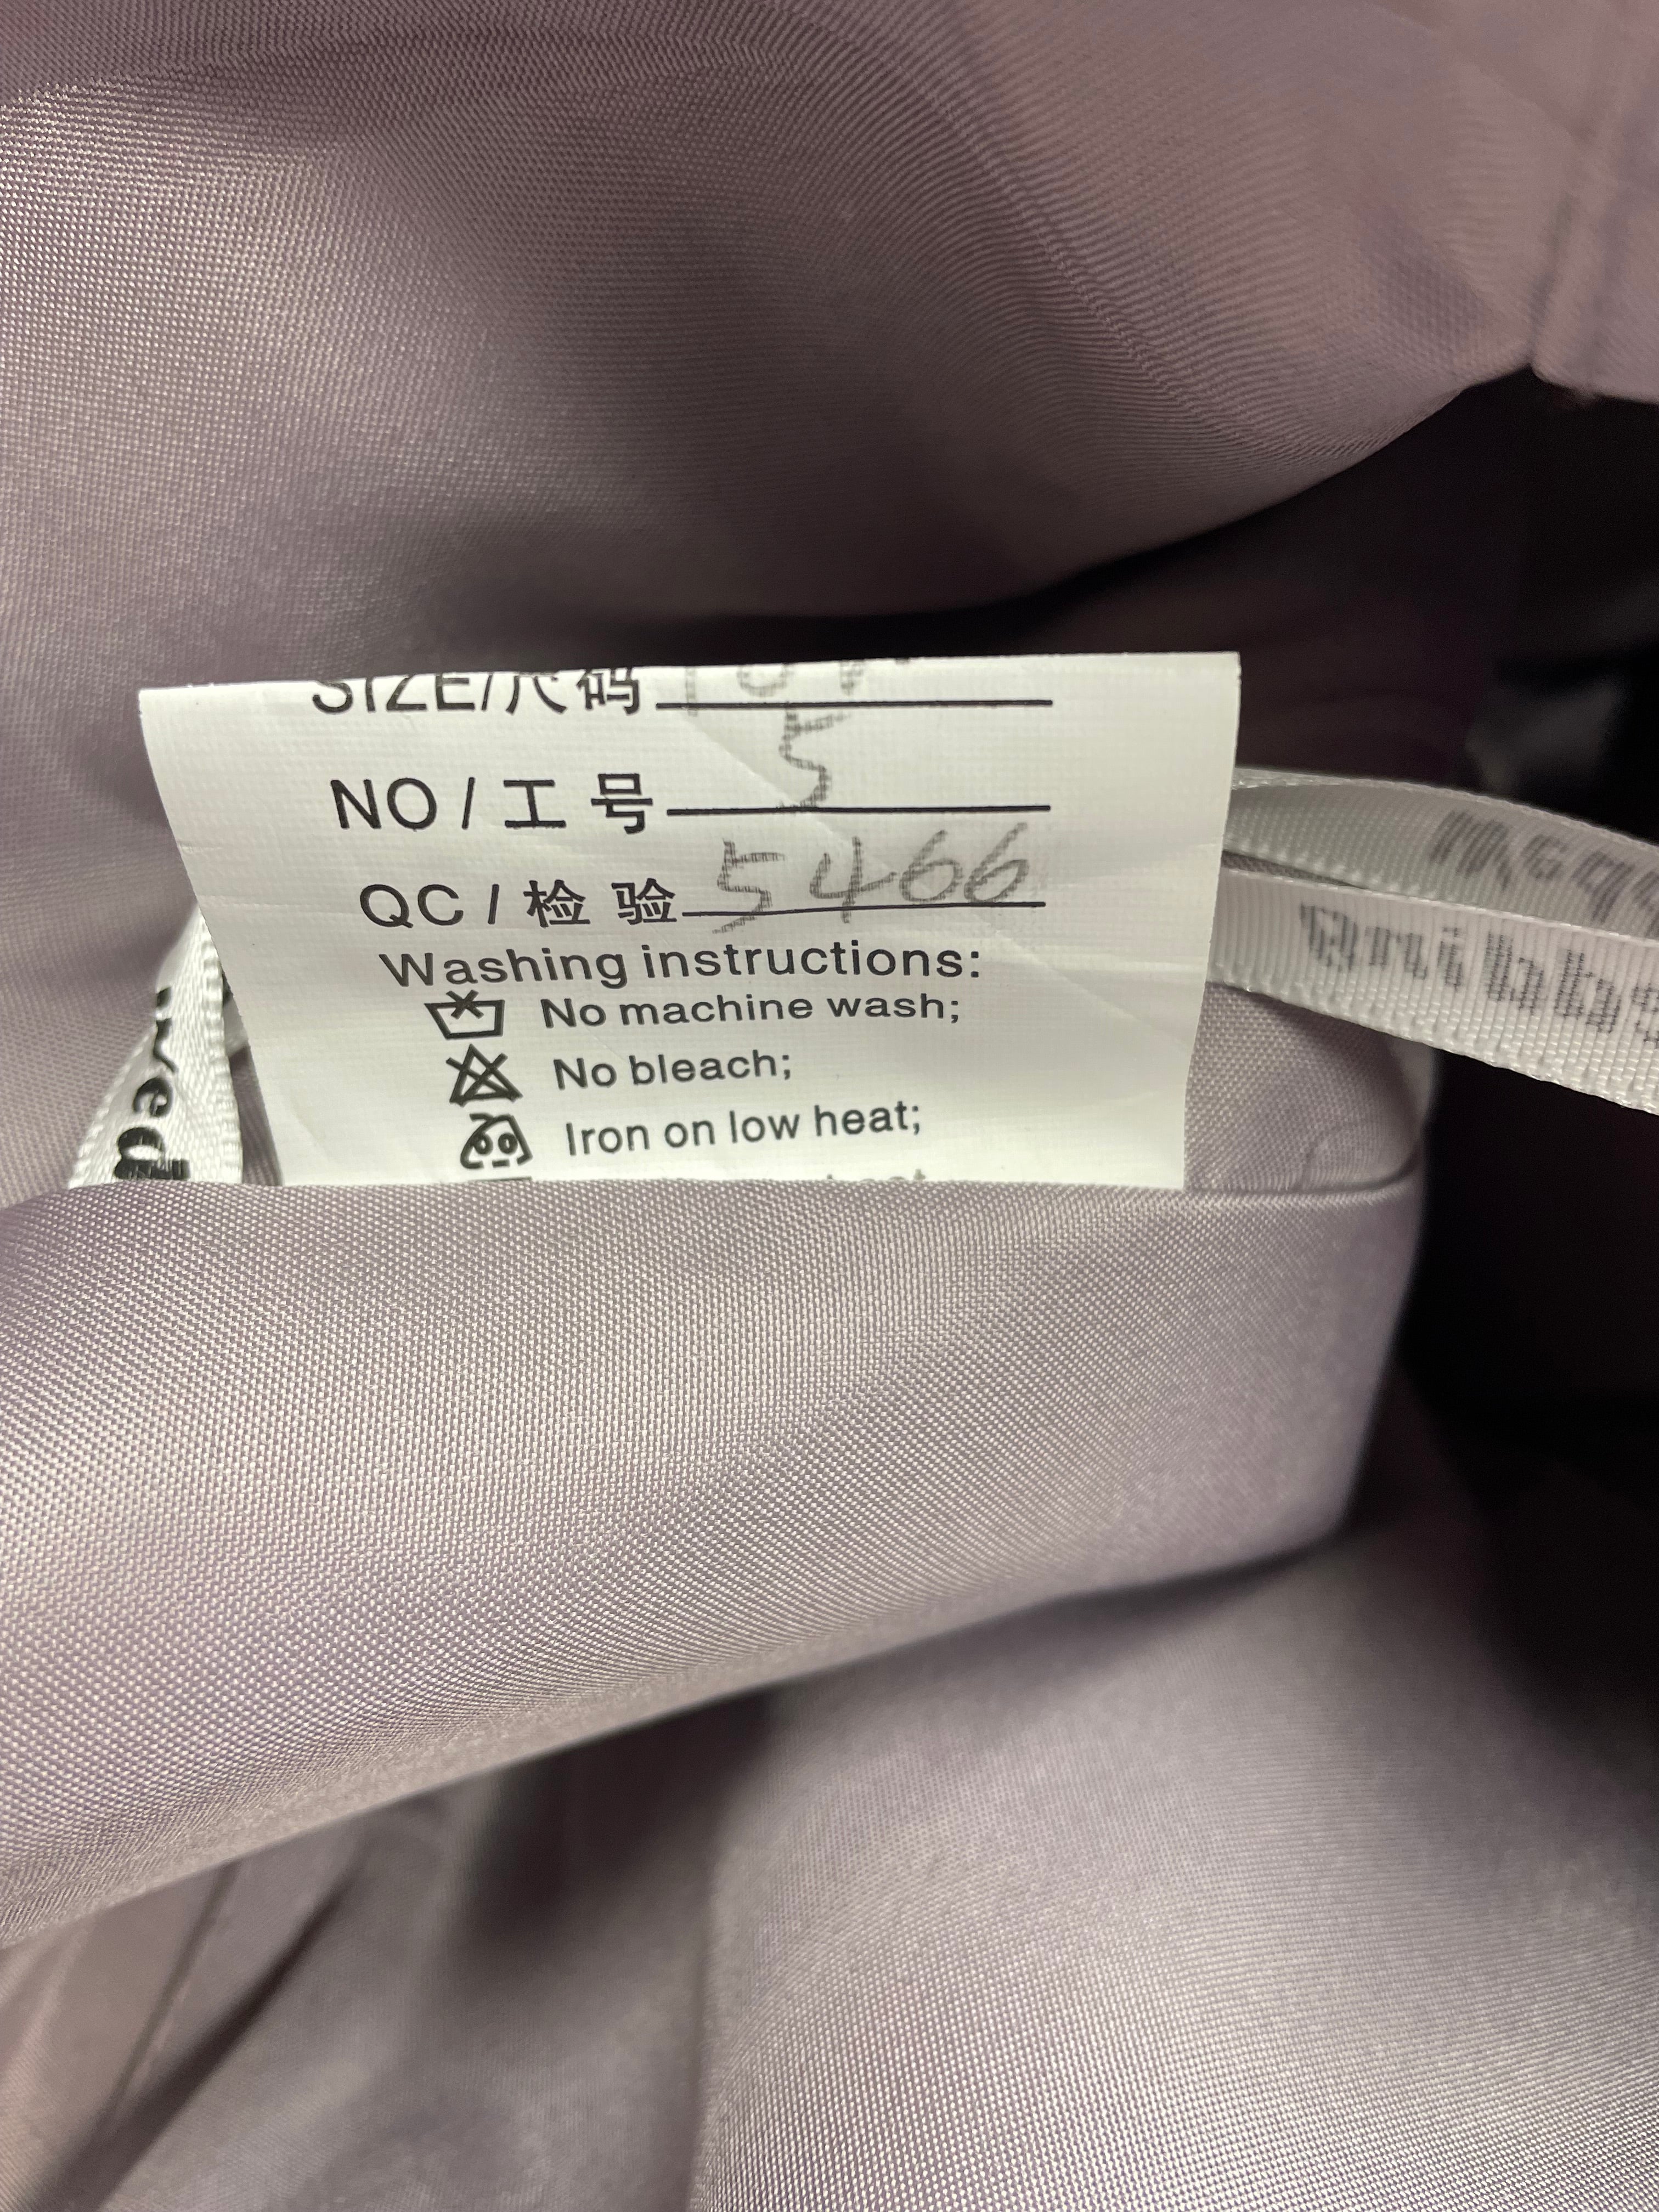 SIZE/尺码
NO / 工 号 5
QC / 检 验 5466
Washing instructions:
No machine wash;
No bleach;
Iron on low heat;